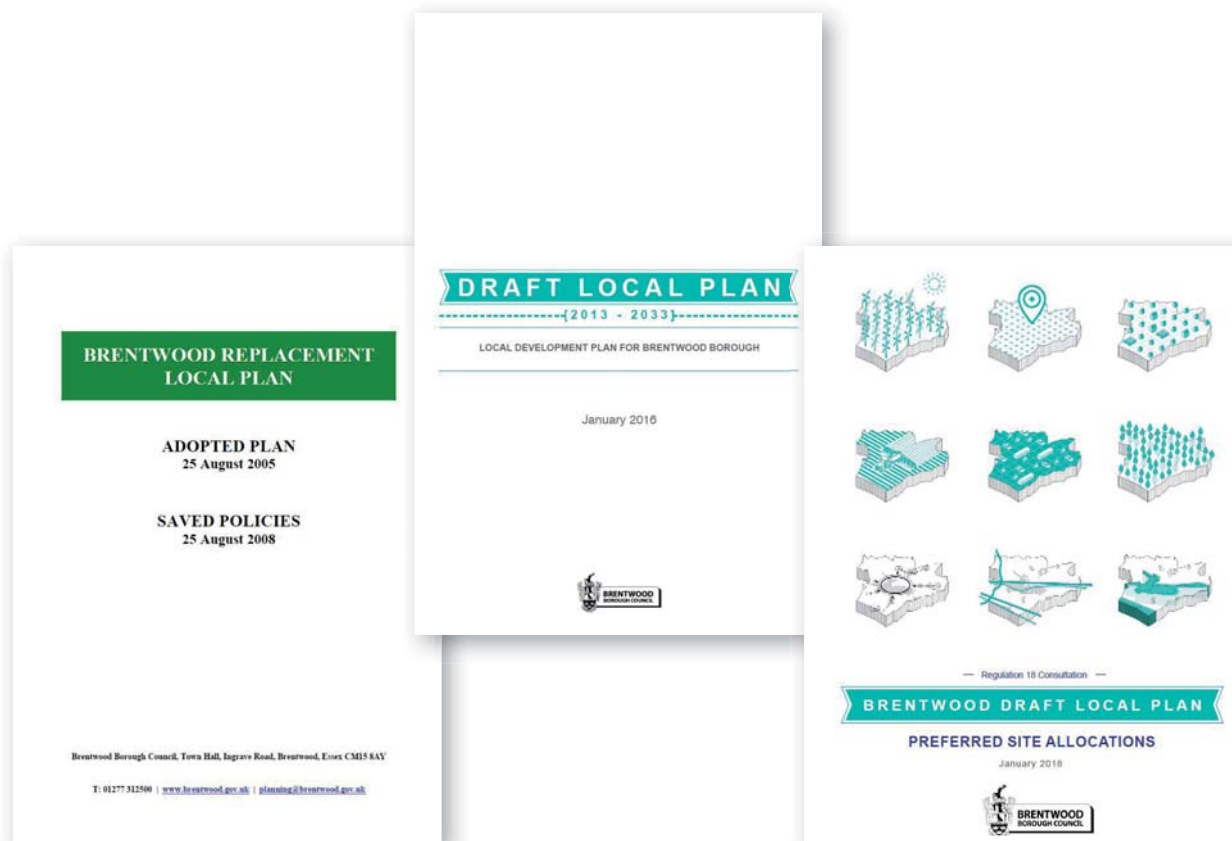 BRENTWOOD REPLACEMENT
LOCAL PLAN
ADOPTED PLAN
25 August 2005
SAVED POLICIES
25 August 2008
Brentwood Borough Council, Town Hall, Ingrave Road, Brentwood, Essex CM15 8AY
T: 01277 312500 | www.brentwood.gov.uk | planning@brentwood.gov.uk
DRAFT LOCAL PLAN
{2013 - 2033}
LOCAL DEVELOPMENT PLAN FOR BRENTWOOD BOROUGH
January 2016
BRENTWOOD
BOROUGH COUNCIL
— Regulation 18 Consultation —
BRENTWOOD DRAFT LOCAL PLAN
PREFERRED SITE ALLOCATIONS
January 2018
BRENTWOOD
BOROUGH COUNCIL